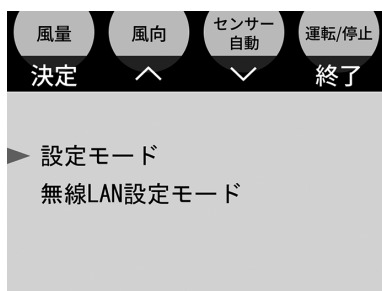 風量 風向 センサー自動 運転/停止
決定 ヘ ∨ 終了
設定モード
無線LAN設定モード